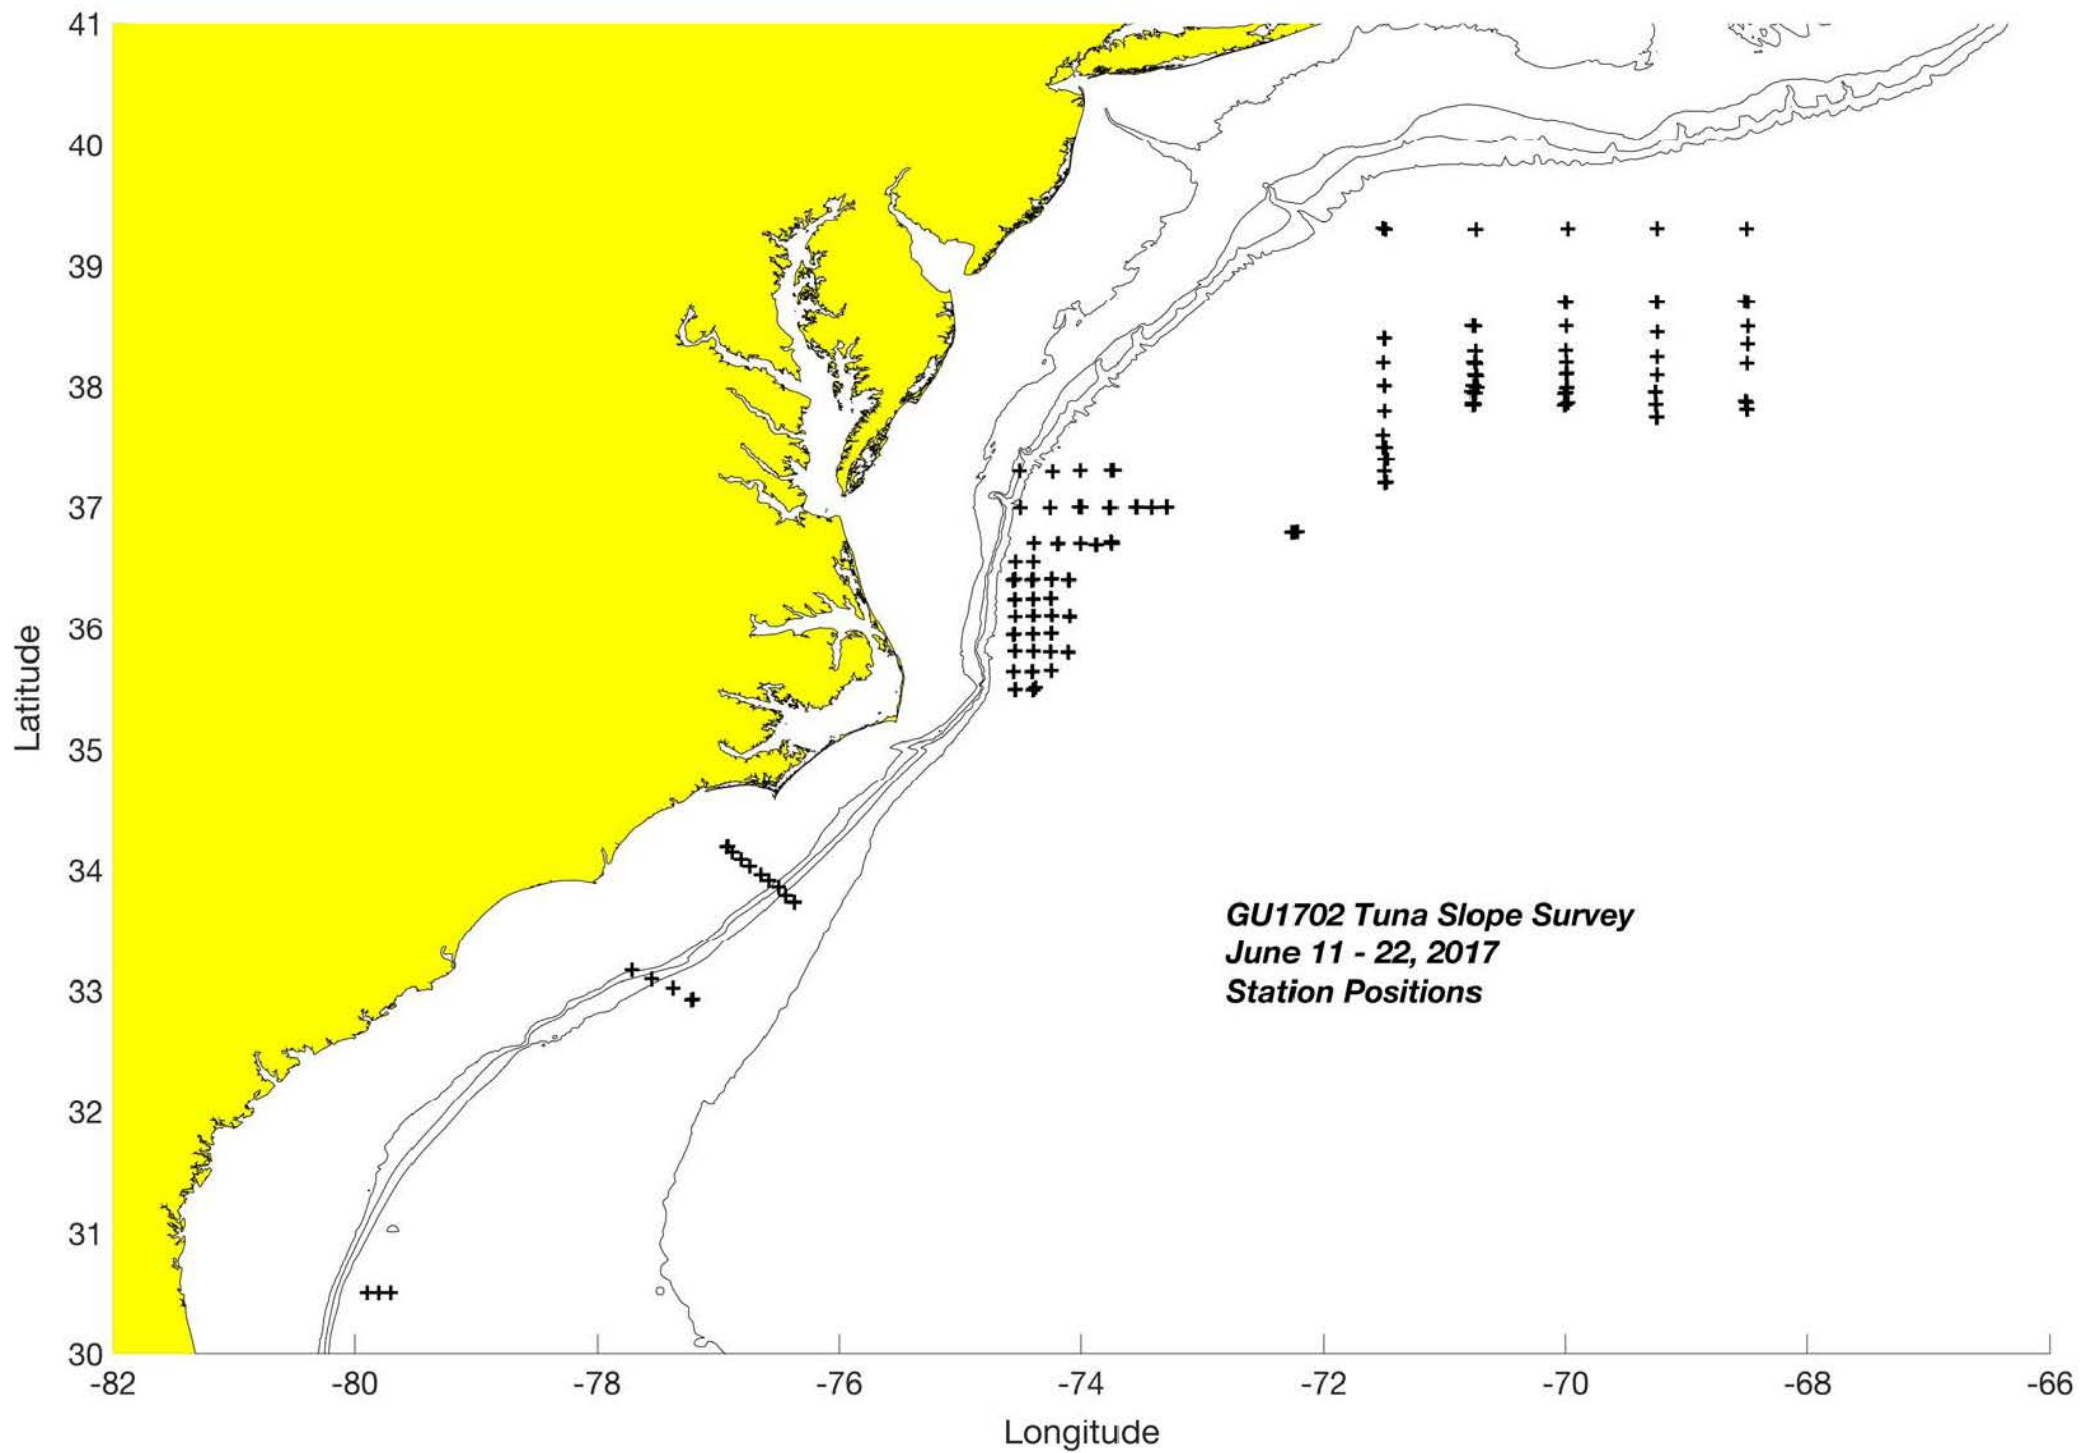 41
40
39
38
37
36
35
34
33
32
31
30
Latitude
GU1702 Tuna Slope Survey
June 11 - 22, 2017
Station Positions
-82 -80 -78 -76 -74 -72 -70 -68 -66
Longitude